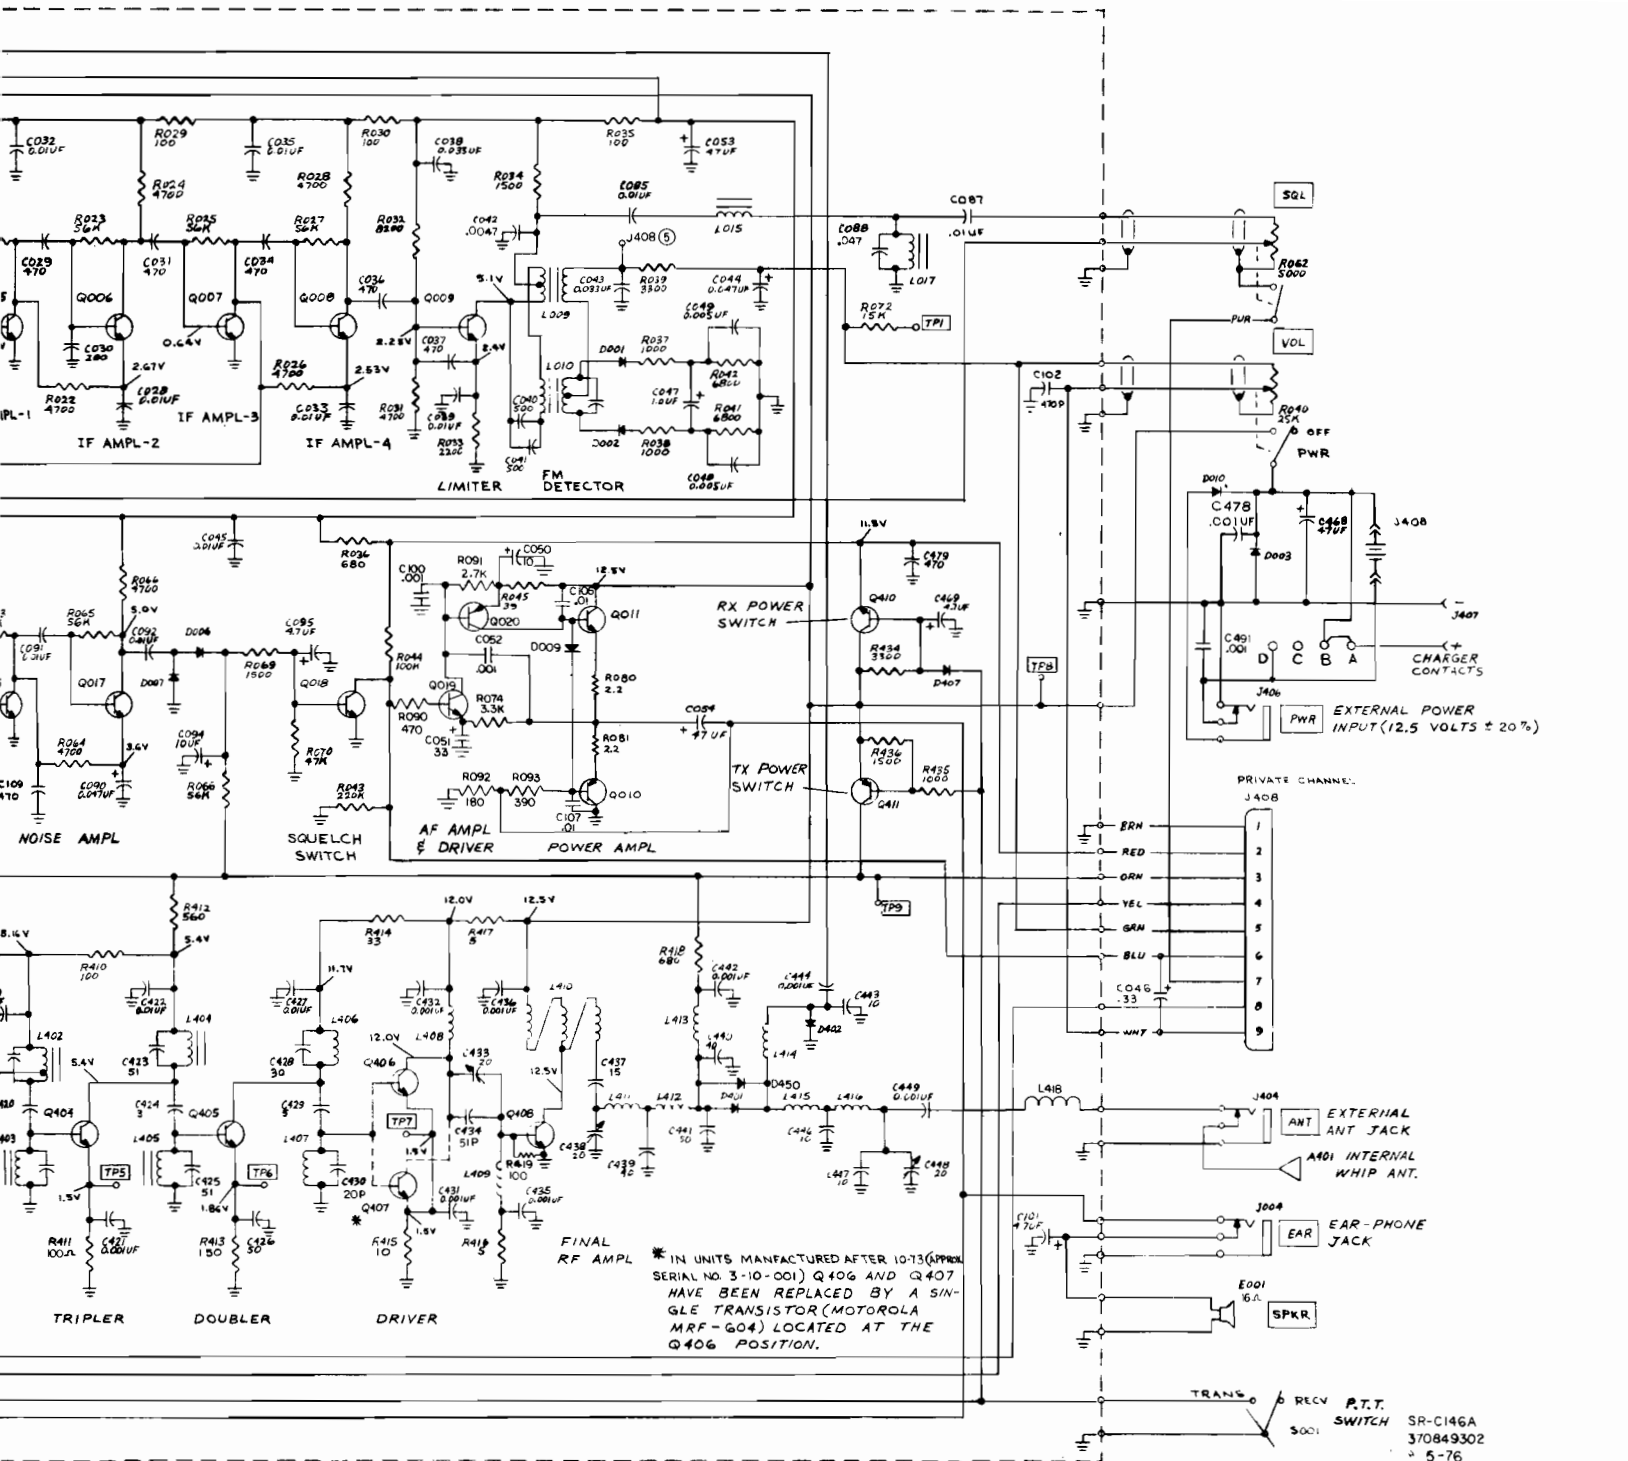 C032
0.01UF
R029
100
C035
0.01UF
R030
100
C038
0.033UF
R035
100
C053
47UF
R024
4700
R028
4700
R034
1500
C085
0.01UF
L015
C087
.01UF
SQL
R023
56K
R025
56K
R027
56K
R032
8200
C042
.0047
J408 5
C088
.047
L017
R062
5000
C029
470
C031
470
C034
470
C036
470
5.1V
C043
0.033UF
R039
3300
C044
0.047UF
Q006
Q007
Q008
Q009
L009
C049
0.005UF
R072
15K
TP1
PWR
VOL
C030
0.64V
2.25V
C037
470
2.4V
D001
R037
1000
2.67V
R026
4700
2.53V
L010
R042
6800
C102
470P
R022
4700
C028
0.01UF
C033
0.01UF
R031
4700
C039
0.01UF
C040
500
C047
R041
6800
R040
25K
OFF
PWR
IPL-1
IF AMPL-2
IF AMPL-3
IF AMPL-4
R033
2200
C041
500
D002
R038
1000
C048
0.005UF
LIMITER
FM
DETECTOR
D010
C478
.001UF
C468
47UF
J408
D003
C045
0.01UF
R036
680
R091
2.7K
C050
10
12.5V
11.8V
C479
470
C100
.001
R045
39
C106
.01
Q011
RX POWER
SWITCH
Q410
C469
4.7UF
J407
R066
4700
R065
56K
5.0V
C092
0.01UF
D006
C095
4.7UF
Q020
C052
.001
D009
R434
3300
D407
TP8
C491
.001
D C B A
CHARGER
CONTACTS
C091
0.01UF
R069
1500
R044
100K
Q017
D007
Q018
Q019
R074
3.3K
R080
2.2
J406
PWR
EXTERNAL POWER
INPUT (12.5 VOLTS ± 20%)
R090
470
C051
33
C054
47UF
R081
2.2
R436
1500
R064
4700
3.6V
C094
10UF
R070
47K
C109
470
C090
0.047UF
R066
56K
R043
220K
R092
180
R093
390
Q010
C107
.01
TX POWER
SWITCH
R435
1000
Q411
PRIVATE CHANNEL
J408
NOISE AMPL
SQUELCH
SWITCH
AF AMPL
& DRIVER
POWER AMPL
BRN 1
RED 2
ORN 3
YEL 4
GRN 5
BLU 6
7
8
WHT 9
C046
.33
TP9
R412
560
8.16V
5.4V
R410
100
12.0V
12.5V
R414
33
R417
5
11.7V
R418
680
C442
0.001UF
C444
0.001UF
C443
10
D402
C422
0.01UF
C427
0.01UF
C432
0.001UF
C436
0.001UF
L410
L402
L404
L406
L408
L413
L414
C423
51
C428
30
12.0V
C433
20
C437
15
12.5V
5.4V
Q406
D450
Q404
C424
3
Q405
C429
L405
L407
TP7
C434
51P
Q408
L411
L412
D401
L415
L416
C449
0.001UF
L418
J404
ANT
EXTERNAL
ANT JACK
C438
20
C439
C441
50
C446
10
TP5
TP6
1.5V
R419
100
L409
L447
10
C448
20
A401 INTERNAL
WHIP ANT.
C425
51
1.86V
C430
20P
Q407
*
C431
0.001UF
C435
0.001UF
1.5V
1.5V
R411
100Ω
C421
0.001UF
R413
150
C426
50
R415
10
R416
5
C101
47UF
J004
EAR
EAR-PHONE
JACK
FINAL
RF AMPL
TRIPLER
DOUBLER
DRIVER
* IN UNITS MANFACTURED AFTER 10-73 (APPROX
SERIAL NO. 3-10-001) Q406 AND Q407
HAVE BEEN REPLACED BY A SIN-
GLE TRANSISTOR (MOTOROLA
MRF-604) LOCATED AT THE
Q406 POSITION.
E001
16Ω
SPKR
TRANS
RECV
P.T.T.
SWITCH
S001
SR-C146A
370849302
5-76